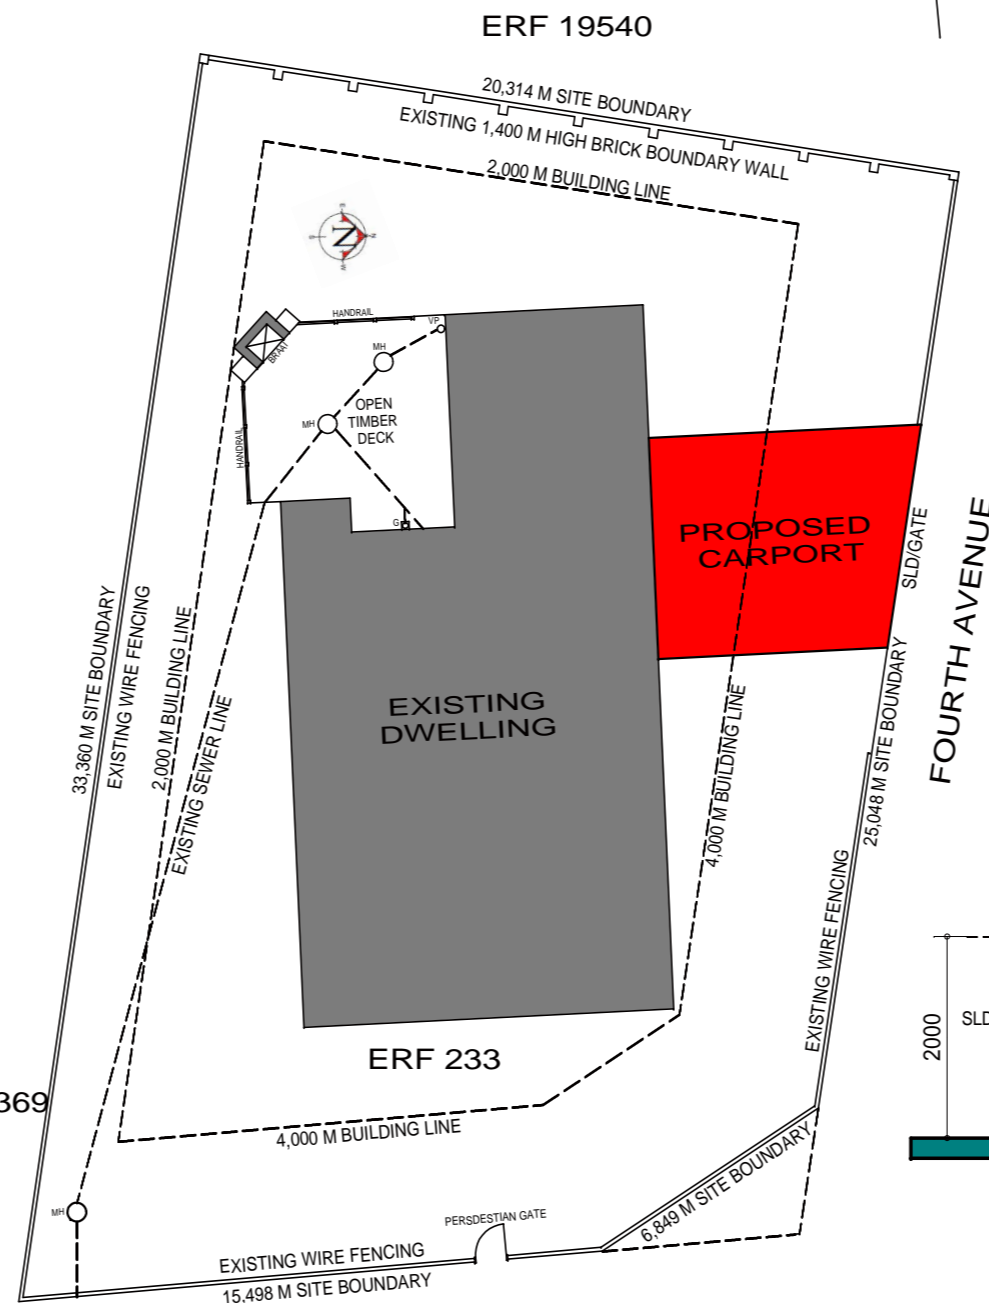 ERF 19540
20,314 M SITE BOUNDARY
EXISTING 1,400 M HIGH BRICK BOUNDARY WALL
2,000 M BUILDING LINE
N
HANDRAIL
VP
BRAAI
MH
OPEN
TIMBER
DECK
MH
HANDRAIL
G
PROPOSED
CARPORT
SLD/GATE
FOURTH AVENUE
33,360 M SITE BOUNDARY
EXISTING WIRE FENCING
2,000 M BUILDING LINE
EXISTING SEWER LINE
EXISTING
DWELLING
4,000 M BUILDING LINE
25,048 M SITE BOUNDARY
EXISTING WIRE FENCING
2000
SLD
ERF 233
369
4,000 M BUILDING LINE
6,849 M SITE BOUNDARY
MH
PERSDESTIAN GATE
EXISTING WIRE FENCING
15,498 M SITE BOUNDARY